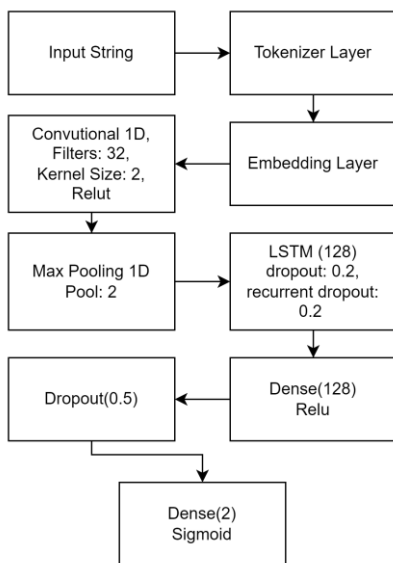 Input String
Tokenizer Layer
Convutional 1D,
Filters: 32,
Kernel Size: 2,
Relut
Embedding Layer
Max Pooling 1D
Pool: 2
LSTM (128)
dropout: 0.2,
recurrent dropout:
0.2
Dropout(0.5)
Dense(128)
Relu
Dense(2)
Sigmoid